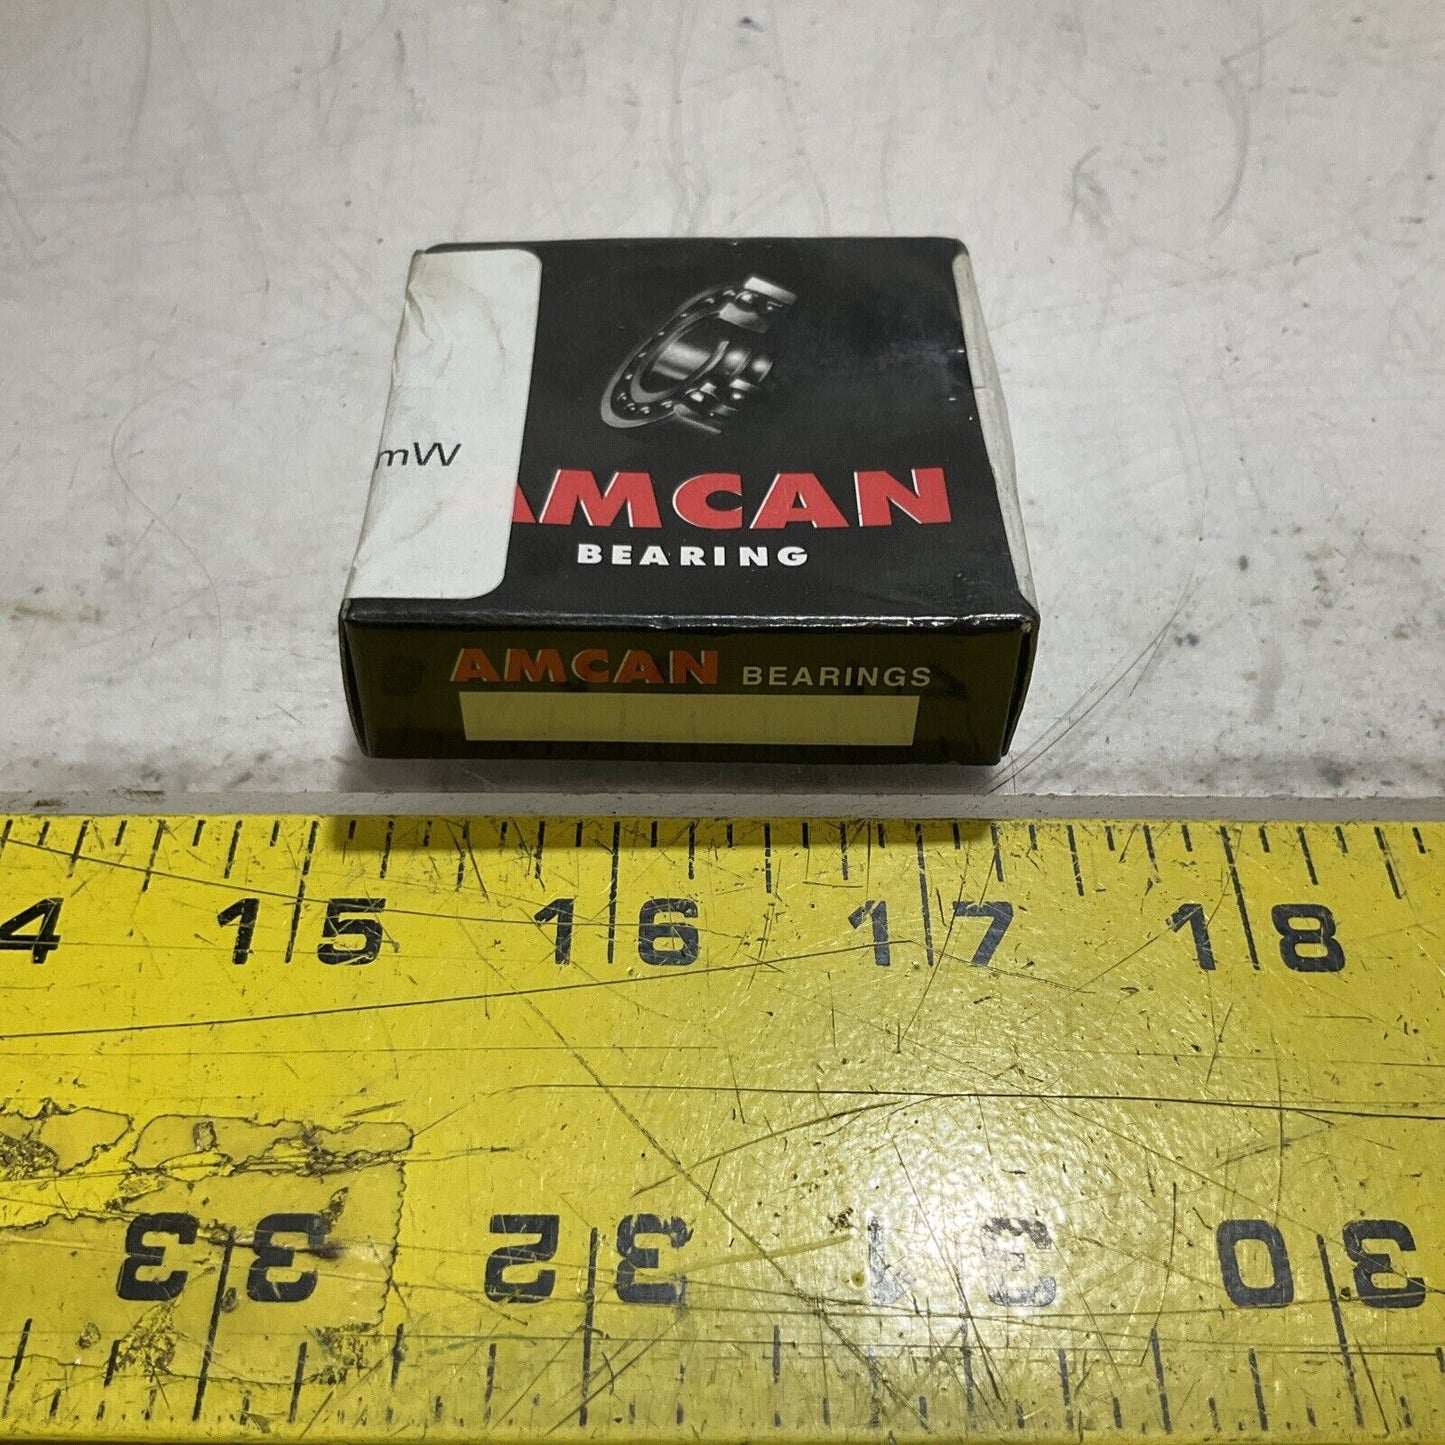 mW
AMCAN
BEARING
AMCAN BEARINGS
4 15 16 17 18
33 32 31 30